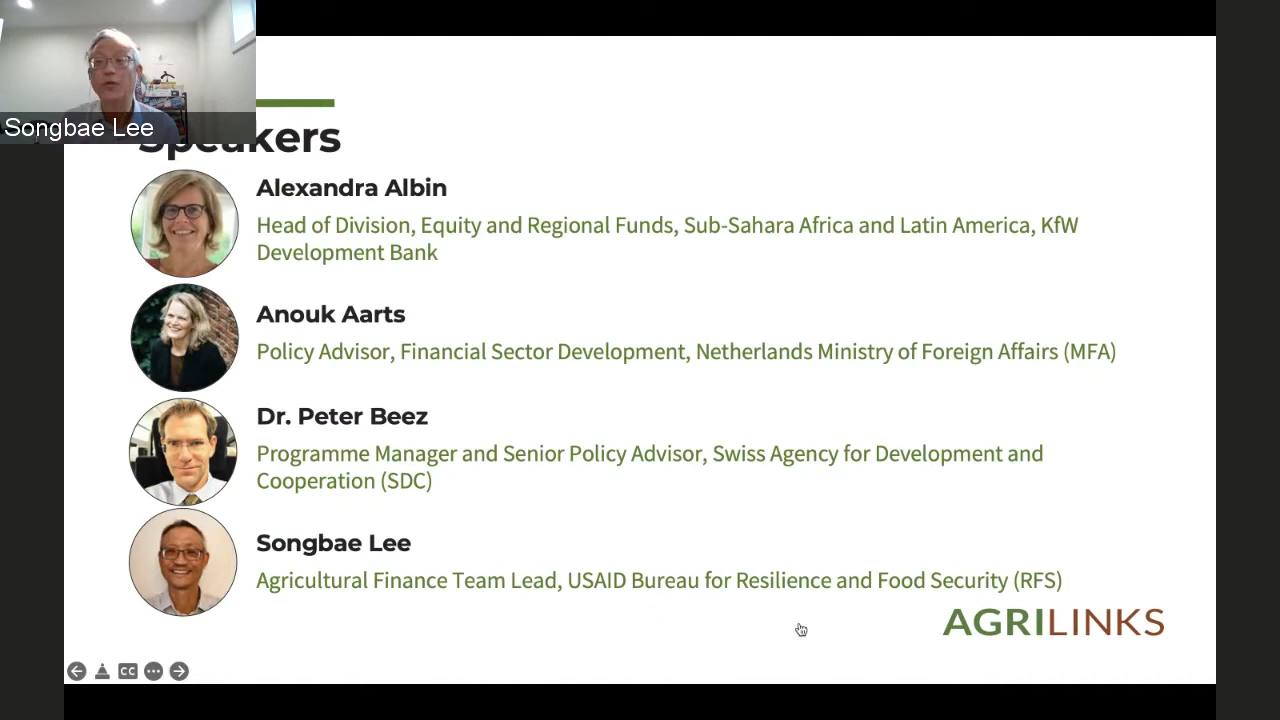 Songbae Lee
Speakers
Alexandra Albin
Head of Division, Equity and Regional Funds, Sub-Sahara Africa and Latin America, KfW
Development Bank
Anouk Aarts
Policy Advisor, Financial Sector Development, Netherlands Ministry of Foreign Affairs (MFA)
Dr. Peter Beez
Programme Manager and Senior Policy Advisor, Swiss Agency for Development and
Cooperation (SDC)
Songbae Lee
Agricultural Finance Team Lead, USAID Bureau for Resilience and Food Security (RFS)
AGRILINKS
CC